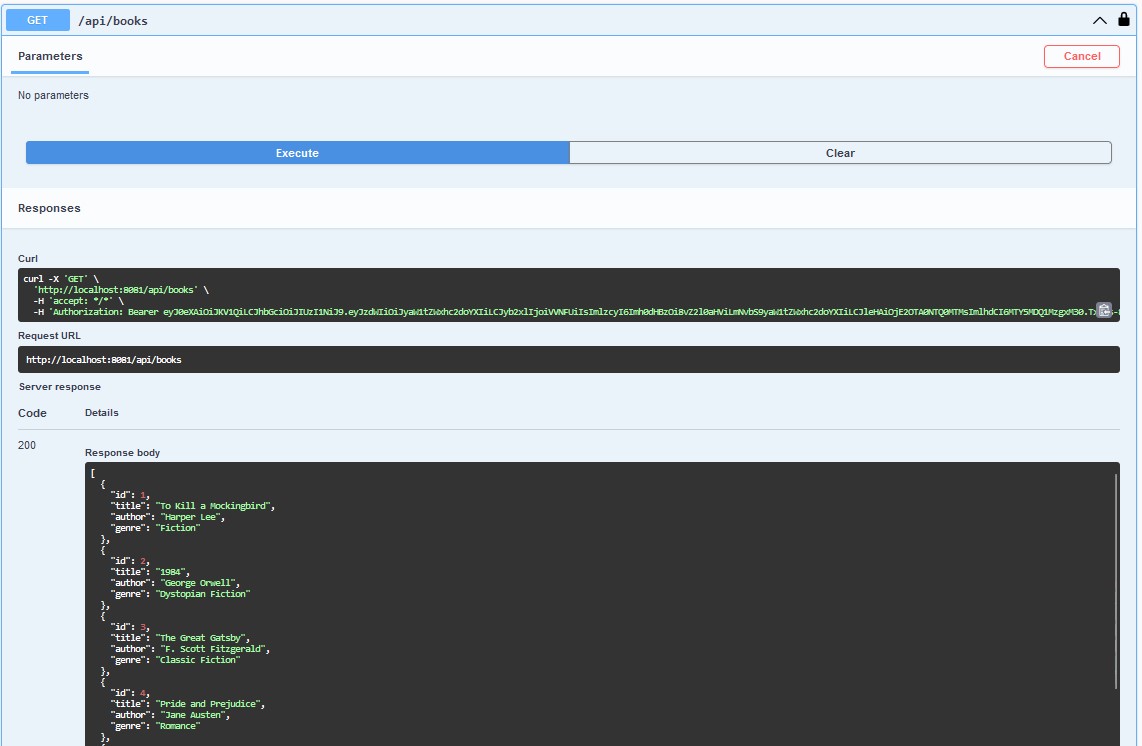 GET /api/books
Parameters
Cancel
No parameters
Execute
Clear
Responses
Curl
curl -X 'GET' \
'http://localhost:8081/api/books' \
-H 'accept: */*' \
-H 'Authorization: Bearer
Request URL
http://localhost:8081/api/books
Server response
Code Details
200
Response body
[
{
"id": 1,
"title": "To Kill a Mockingbird",
"author": "Harper Lee",
"genre": "Fiction"
},
{
"id": 2,
"title": "1984",
"author": "George Orwell",
"genre": "Dystopian Fiction"
},
{
"id": 3,
"title": "The Great Gatsby",
"author": "F. Scott Fitzgerald",
"genre": "Classic Fiction"
},
{
"id": 4,
"title": "Pride and Prejudice",
"author": "Jane Austen",
"genre": "Romance"
},